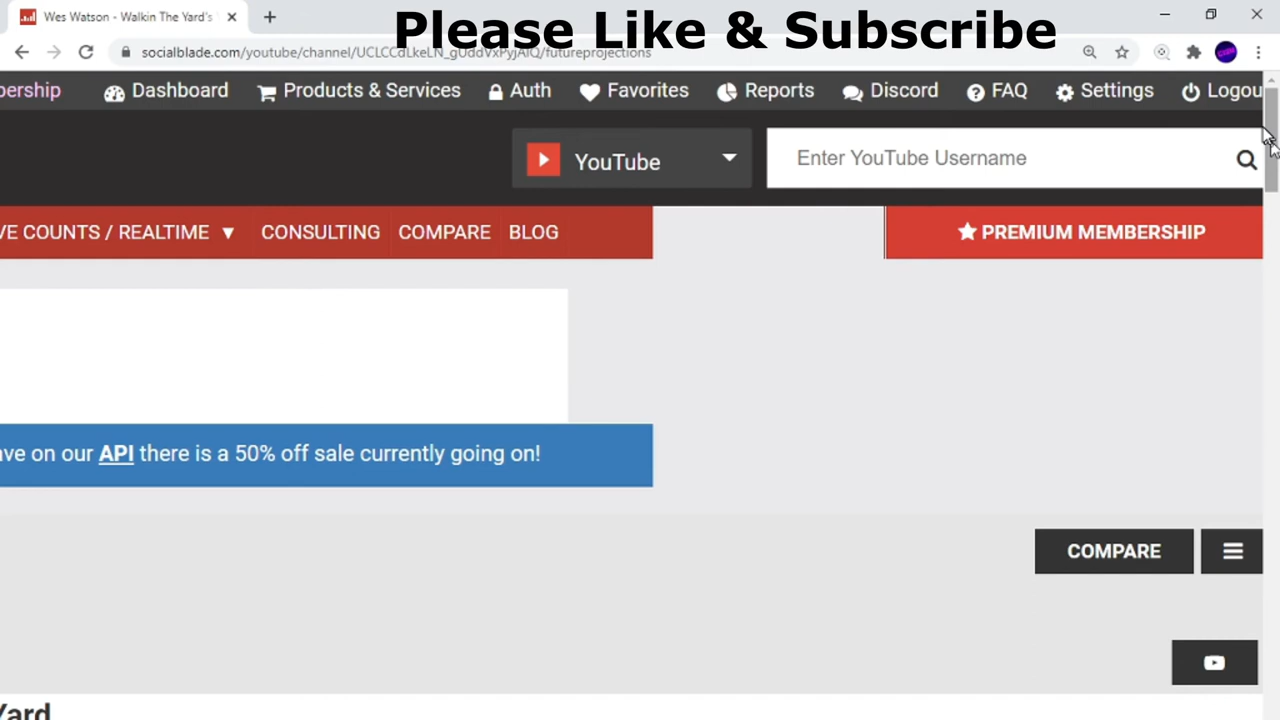 Wes Watson - Walkin The Yard's
Please Like & Subscribe
socialblade.com/youtube/channel/UCLCCdLkeLN_gUddVxPyjAIQ/futureprojections
bership Dashboard Products & Services Auth Favorites Reports Discord FAQ Settings Logou
YouTube Enter YouTube Username
VE COUNTS / REALTIME ▼ CONSULTING COMPARE BLOG ★ PREMIUM MEMBERSHIP
ave on our API there is a 50% off sale currently going on!
COMPARE
Yard